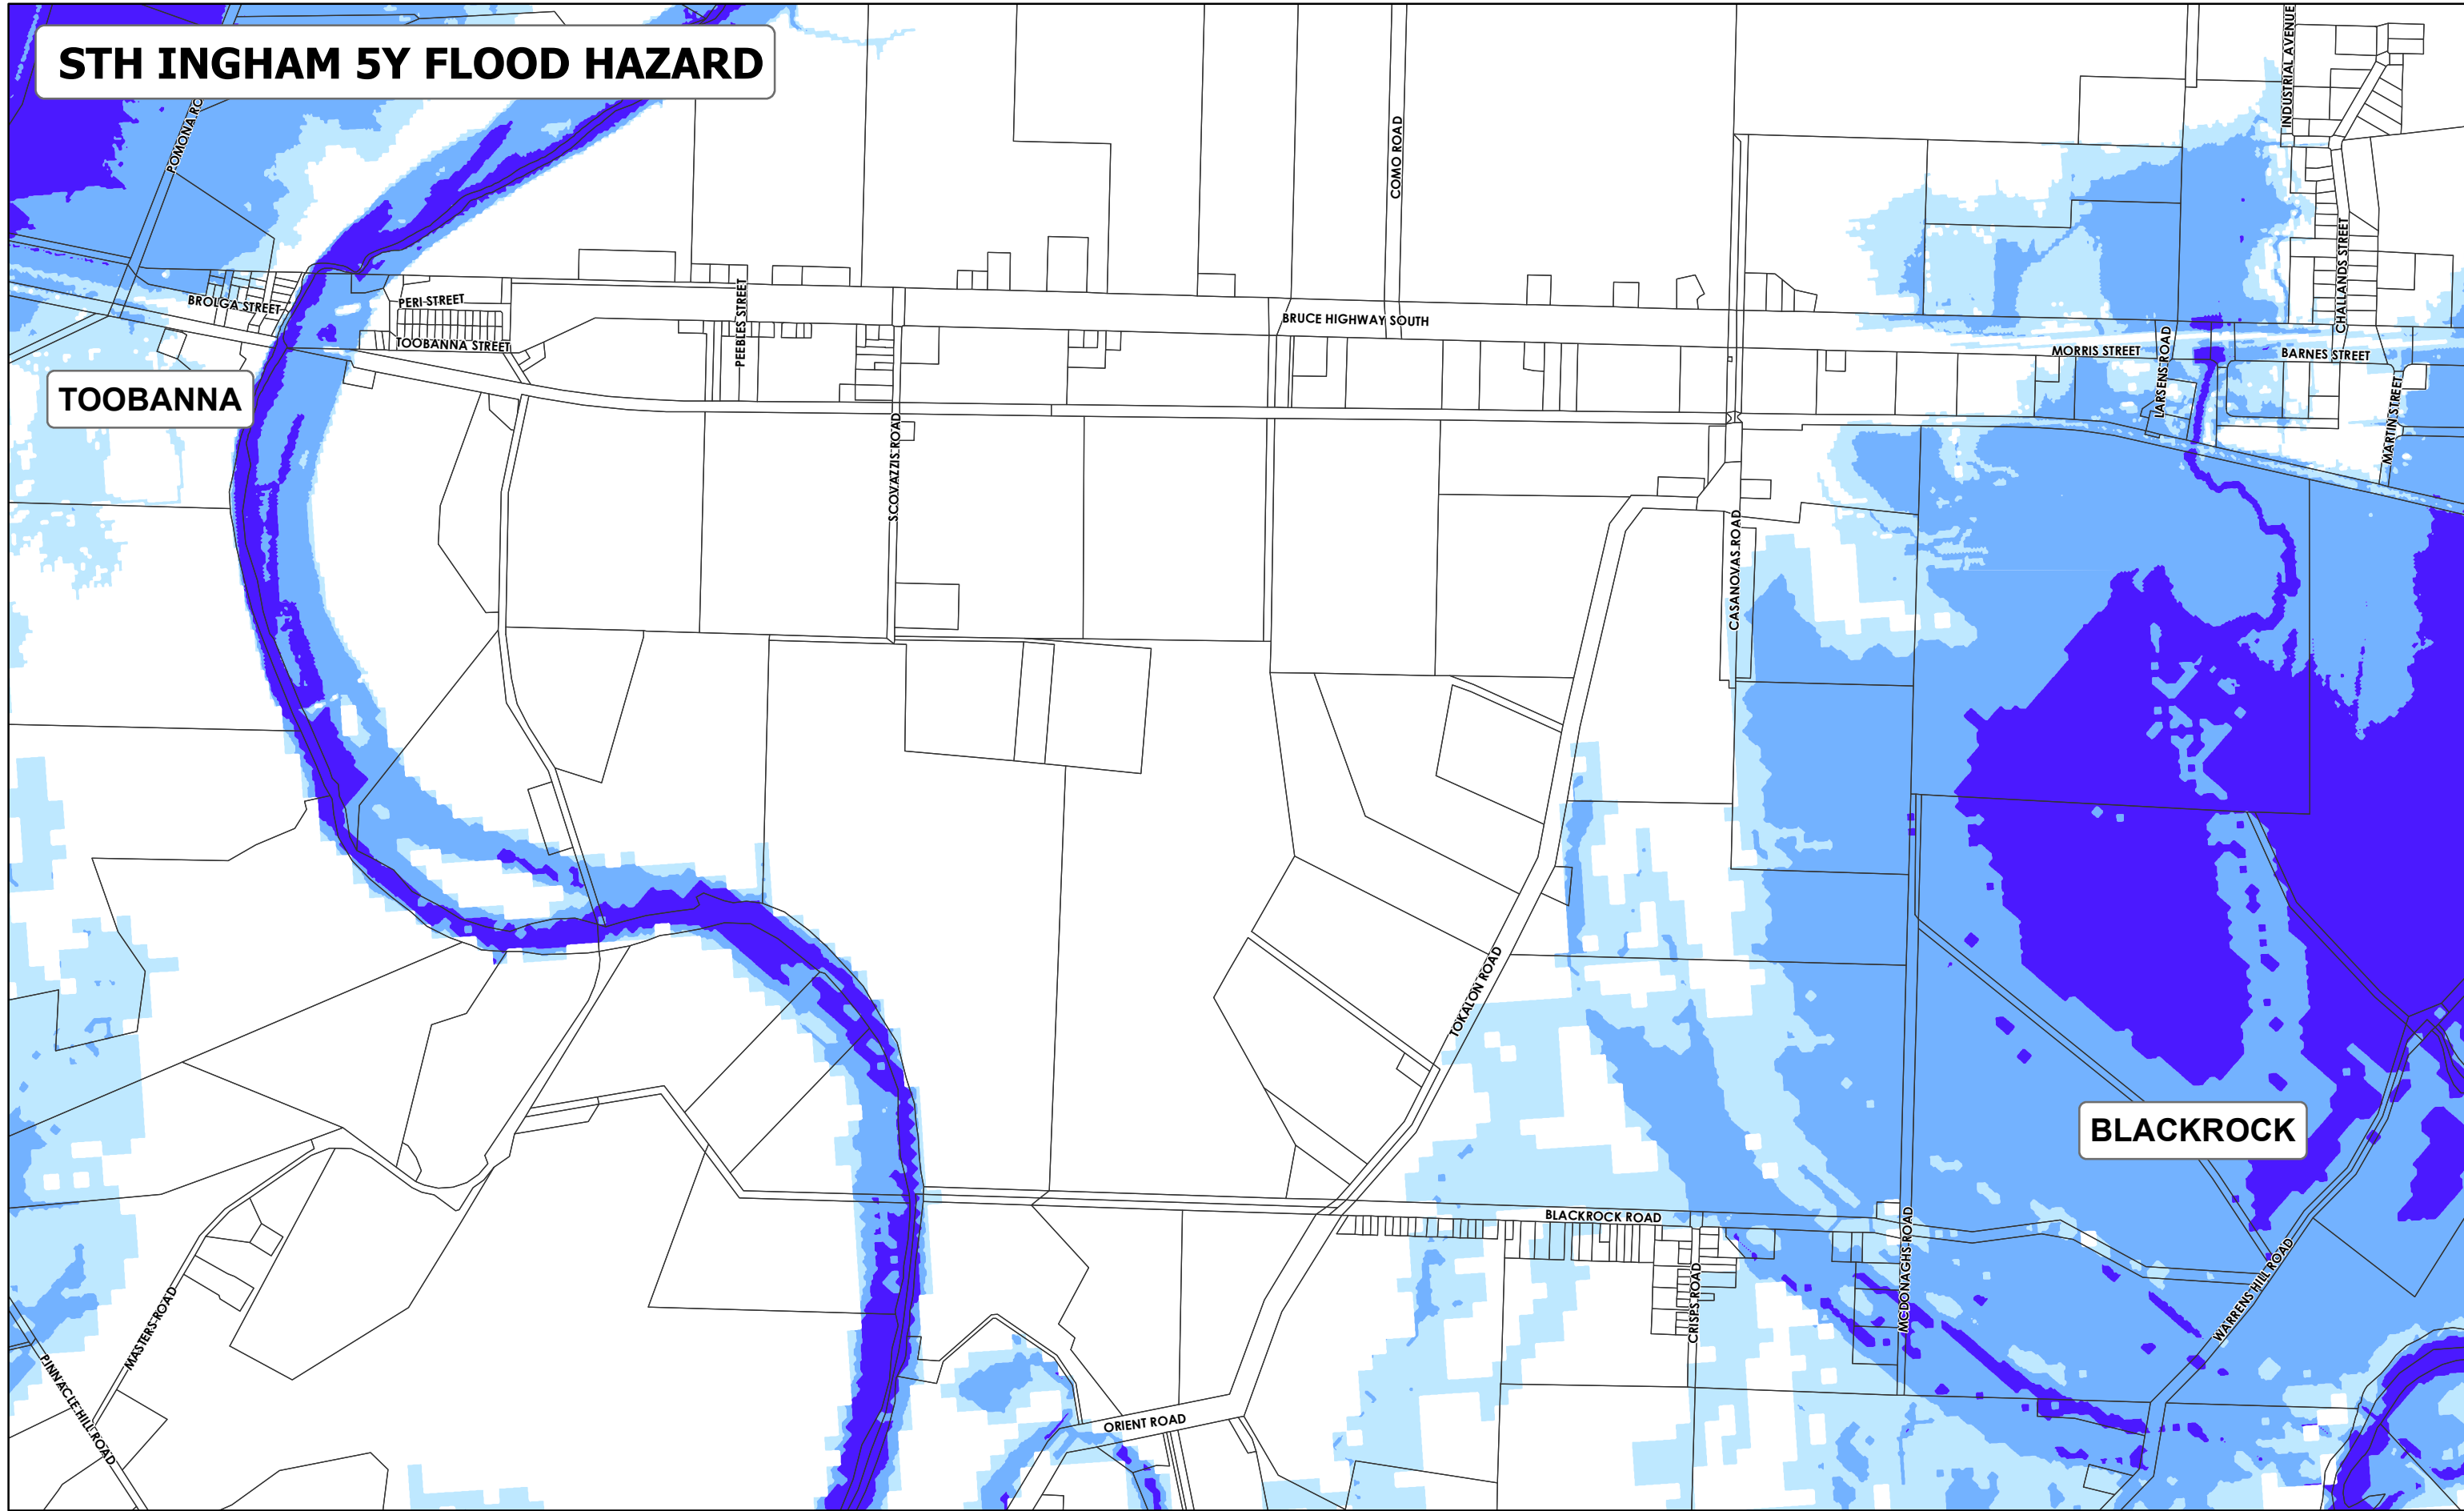 STH INGHAM 5Y FLOOD HAZARD
INDUSTRIAL AVENUE
POMONA
COMO ROAD
CHALLANDS STREET
BROLGA STREET
PERI STREET
TOOBANNA STREET
PEEBLES STREET
BRUCE HIGHWAY SOUTH
MORRIS STREET
LARSENS ROAD
BARNES STREET
MARTIN STREET
TOOBANNA
SCOVAZZIS ROAD
CASANOVAS ROAD
TOKALON ROAD
BLACKROCK
BLACKROCK ROAD
MCDONAGHS ROAD
CRISPS ROAD
WARRENS HILL ROAD
MASTERS ROAD
PINNACLE HILL ROAD
ORIENT ROAD